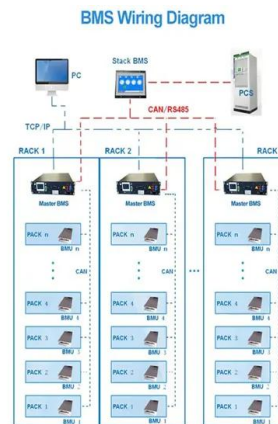 BMS Wiring Diagram
Stack BMS
PC
PCS
CAN/RS485
TCP/IP
RACK 1
RACK 2
RACK
Master BMS
Master BMS
Master BMS
PACK n
PACK n
PACK n
BMU n
BMU n
BMU n
CAN
CAN
CAN
PACK 4
PACK 4
PACK 4
BMU 4
BMU 4
BMU 4
PACK 3
PACK 3
PACK 3
BMU 3
BMU 3
BMU 3
PACK 2
PACK 2
PACK 2
BMU 2
BMU 2
BMU 2
PACK 1
PACK 1
PACK 1
BMU 1
BMU 1
BMU 1